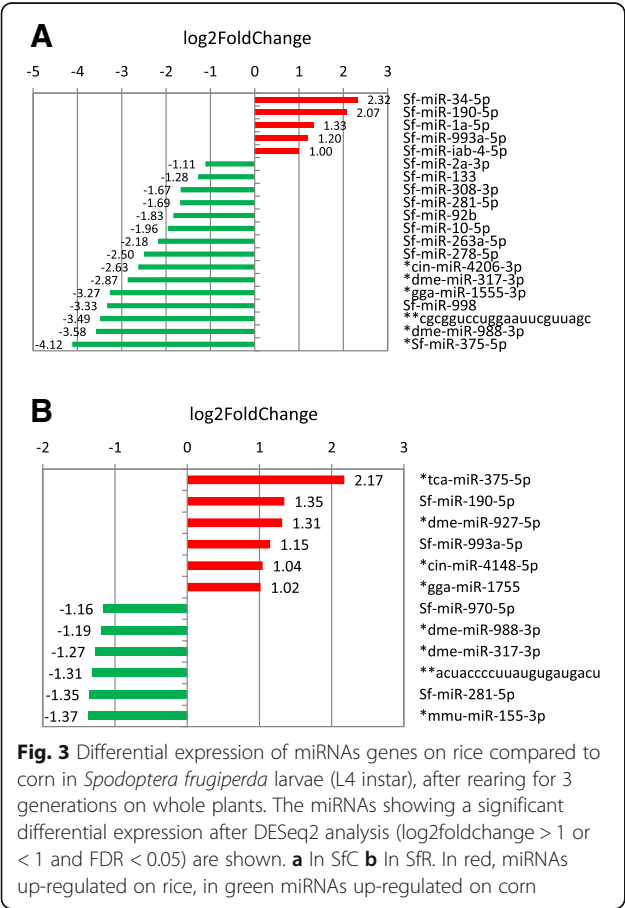 A
log2FoldChange
-5 -4 -3 -2 -1 0 1 2 3
2.32 Sf-miR-34-5p
2.07 Sf-miR-190-5p
1.33 Sf-miR-1a-5p
1.20 Sf-miR-993a-5p
1.00 Sf-miR-iab-4-5p
-1.11 Sf-miR-2a-3p
-1.28 Sf-miR-133
-1.67 Sf-miR-308-3p
-1.69 Sf-miR-281-5p
-1.83 Sf-miR-92b
-1.96 Sf-miR-10-5p
-2.18 Sf-miR-263a-5p
-2.50 Sf-miR-278-5p
-2.63 *cin-miR-4206-3p
-2.87 *dme-miR-317-3p
-3.27 *gga-miR-1555-3p
-3.33 Sf-miR-998
-3.49 **cgcgguccuggaauucguuagc
-3.58 *dme-miR-988-3p
-4.12 *Sf-miR-375-5p
B
log2FoldChange
-2 -1 0 1 2 3
2.17 *tca-miR-375-5p
1.35 Sf-miR-190-5p
1.31 *dme-miR-927-5p
1.15 Sf-miR-993a-5p
1.04 *cin-miR-4148-5p
1.02 *gga-miR-1755
-1.16 Sf-miR-970-5p
-1.19 *dme-miR-988-3p
-1.27 *dme-miR-317-3p
-1.31 **acuaccccuuaugugaugacu
-1.35 Sf-miR-281-5p
-1.37 *mmu-miR-155-3p
Fig. 3 Differential expression of miRNAs genes on rice compared to
corn in Spodoptera frugiperda larvae (L4 instar), after rearing for 3
generations on whole plants. The miRNAs showing a significant
differential expression after DESeq2 analysis (log2foldchange > 1 or
< 1 and FDR < 0.05) are shown. a In SfC b In SfR. In red, miRNAs
up-regulated on rice, in green miRNAs up-regulated on corn